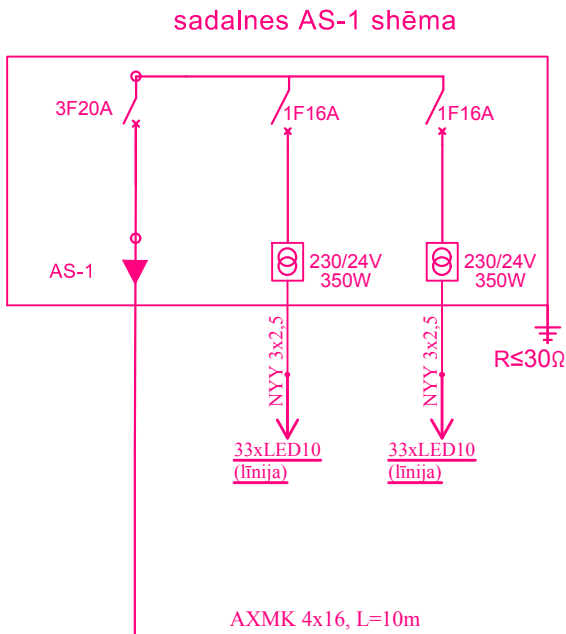 sadalnes AS-1 shēma
3F20A
1F16A
1F16A
AS-1
230/24V
350W
230/24V
350W
R≤30Ω
NYY 3x2,5
NYY 3x2,5
33xLED10
(līnija)
33xLED10
(līnija)
AXMK 4x16, L=10m